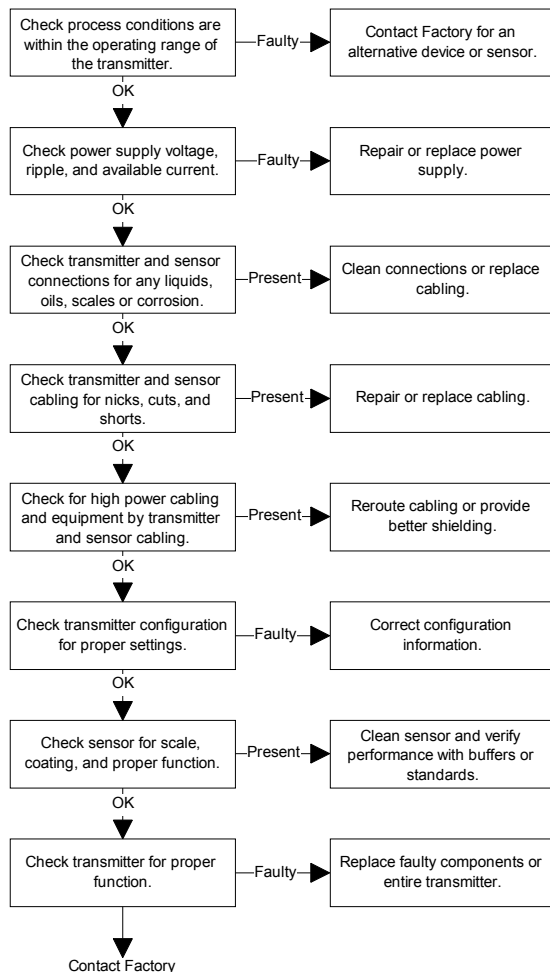 Check process conditions are
within the operating range of
the transmitter.
Faulty
Contact Factory for an
alternative device or sensor.
OK
Check power supply voltage,
ripple, and available current.
Faulty
Repair or replace power
supply.
OK
Check transmitter and sensor
connections for any liquids,
oils, scales or corrosion.
Present
Clean connections or replace
cabling.
OK
Check transmitter and sensor
cabling for nicks, cuts, and
shorts.
Present
Repair or replace cabling.
OK
Check for high power cabling
and equipment by transmitter
and sensor cabling.
Present
Reroute cabling or provide
better shielding.
OK
Check transmitter configuration
for proper settings.
Faulty
Correct configuration
information.
OK
Check sensor for scale,
coating, and proper function.
Present
Clean sensor and verify
performance with buffers or
standards.
OK
Check transmitter for proper
function.
Faulty
Replace faulty components or
entire transmitter.
Contact Factory